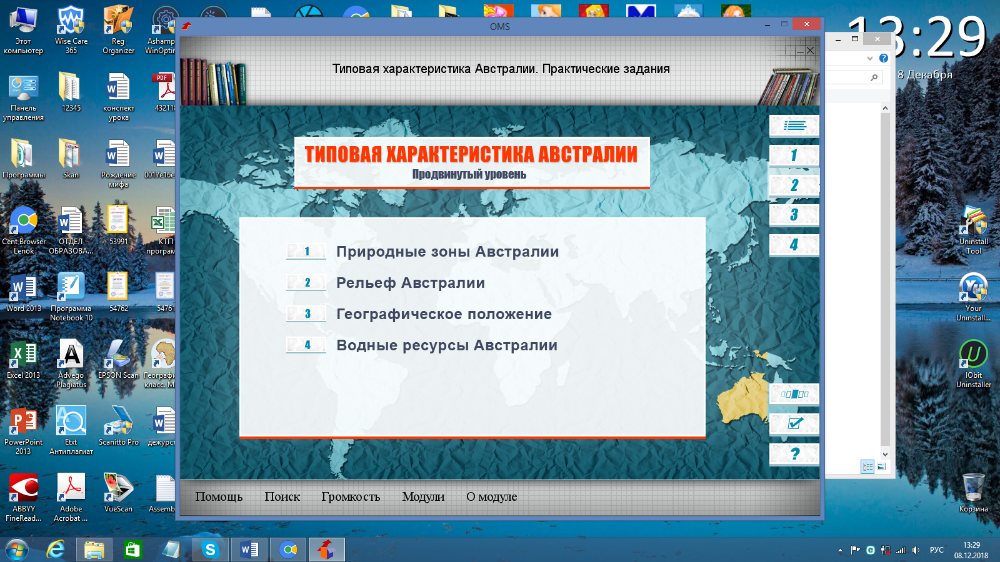 Этот
компьютер
Wise Care
365
Reg
Organizer
Ashamp
WinOptim
Панель
управления
12345
конспект
урока
PDF
432118
Программы
Skan
Рождение
мифа
0017e16e
Cent Browser
Lenok
ОТДЕЛ
ОБРАЗОВА...
53991
КТП
програм
Word 2013
Программа
Notebook 10
54762
54761
Excel 2013
Advego
Plagiatus
EPSON Scan
Географи
класс. М
PowerPoint
2013
Etxt
Антиплагиат
Scanitto Pro
дежурст
ABBYY
FineRead...
Adobe
Acrobat ...
VueScan
Assemb
OMS
Типовая характеристика Австралии. Практические задания
ТИПОВАЯ ХАРАКТЕРИСТИКА АВСТРАЛИИ
Продвинутый уровень
1 Природные зоны Австралии
2 Рельеф Австралии
3 Географическое положение
4 Водные ресурсы Австралии
1
2
3
4
?
Помощь Поиск Громкость Модули О модуле
13:29
8 Декабря
Uninstall
Tool
Your
Uninstall...
IObit
Uninstaller
Корзина
РУС
13:29
08.12.2018